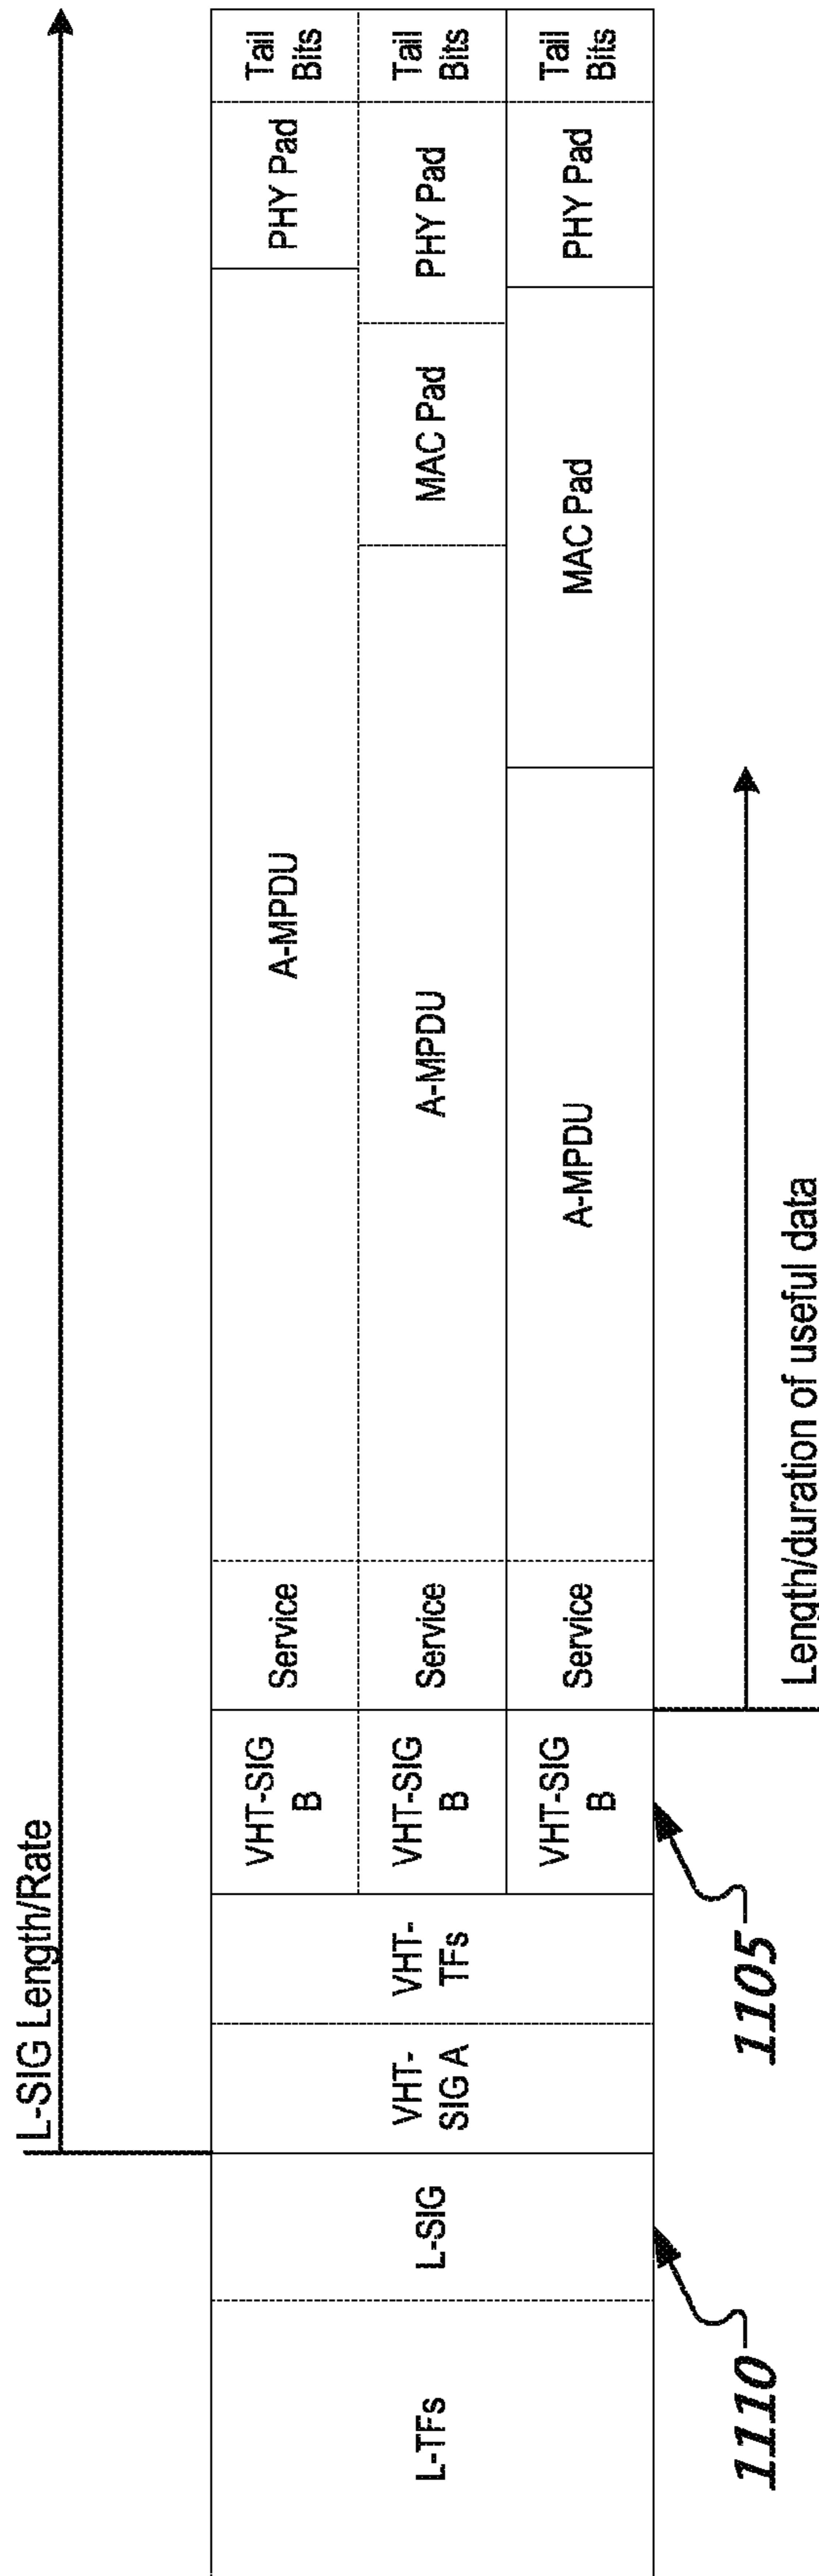 L-SIG Length/Rate
L-TFs
L-SIG
VHT-
SIG A
VHT-
TFs
VHT-SIG
B
Service
A-MPDU
PHY Pad
Tail
Bits
VHT-SIG
B
Service
A-MPDU
MAC Pad
PHY Pad
Tail
Bits
VHT-SIG
B
Service
A-MPDU
MAC Pad
PHY Pad
Tail
Bits
1110
1105
Length/duration of useful data